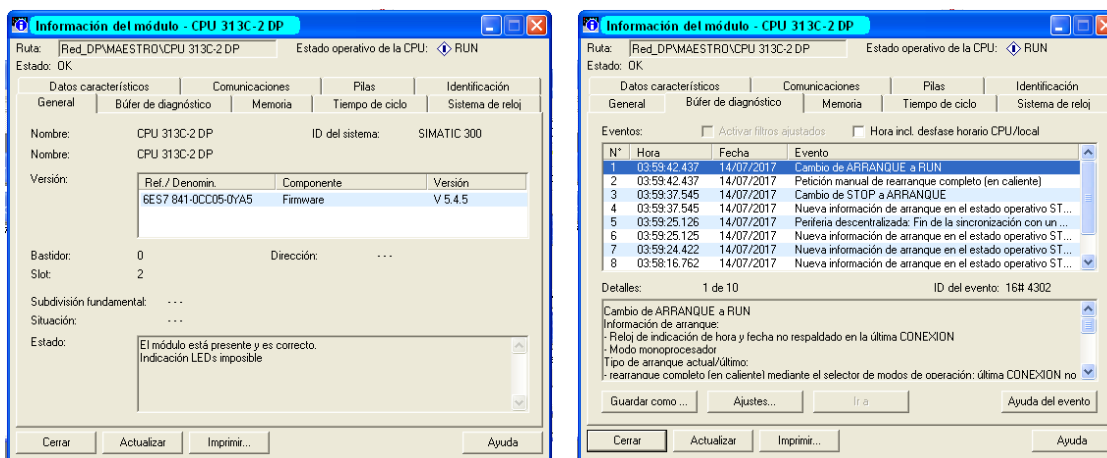 Información del módulo - CPU 313C-2 DP
Ruta: Red_DP\MAESTRO\CPU 313C-2 DP Estado operativo de la CPU: RUN
Estado: OK
Datos característicos Comunicaciones Pilas Identificación
General Búfer de diagnóstico Memoria Tiempo de ciclo Sistema de reloj
Nombre: CPU 313C-2 DP ID del sistema: SIMATIC 300
Nombre: CPU 313C-2 DP
Versión: Ref./ Denomin. Componente Versión
6ES7 841-0CC05-0YA5 Firmware V 5.4.5
Bastidor: 0 Dirección: - - -
Slot: 2
Subdivisión fundamental: - - -
Situación: - - -
Estado: El módulo está presente y es correcto.
Indicación LEDs imposible
Cerrar Actualizar Imprimir... Ayuda
Información del módulo - CPU 313C-2 DP
Ruta: Red_DP\MAESTRO\CPU 313C-2 DP Estado operativo de la CPU: RUN
Estado: OK
Datos característicos Comunicaciones Pilas Identificación
General Búfer de diagnóstico Memoria Tiempo de ciclo Sistema de reloj
Eventos: Activar filtros ajustados Hora incl. desfase horario CPU/local
N° Hora Fecha Evento
1 03:59:42.437 14/07/2017 Cambio de ARRANQUE a RUN
2 03:59:42.437 14/07/2017 Petición manual de rearranque completo (en caliente)
3 03:59:37.545 14/07/2017 Cambio de STOP a ARRANQUE
4 03:59:37.545 14/07/2017 Nueva información de arranque en el estado operativo ST...
5 03:59:25.126 14/07/2017 Periferia descentralizada: Fin de la sincronización con un ...
6 03:59:25.125 14/07/2017 Nueva información de arranque en el estado operativo ST...
7 03:59:24.422 14/07/2017 Nueva información de arranque en el estado operativo ST...
8 03:58:16.762 14/07/2017 Nueva información de arranque en el estado operativo ST...
Detalles: 1 de 10 ID del evento: 16# 4302
Cambio de ARRANQUE a RUN
Información de arranque:
- Reloj de indicación de hora y fecha no respaldado en la última CONEXION
- Modo monoprocesador
Tipo de arranque actual/último:
- rearranque completo (en caliente) mediante el selector de modos de operación; última CONEXION no
Guardar como ... Ajustes... Ir a Ayuda del evento
Cerrar Actualizar Imprimir... Ayuda